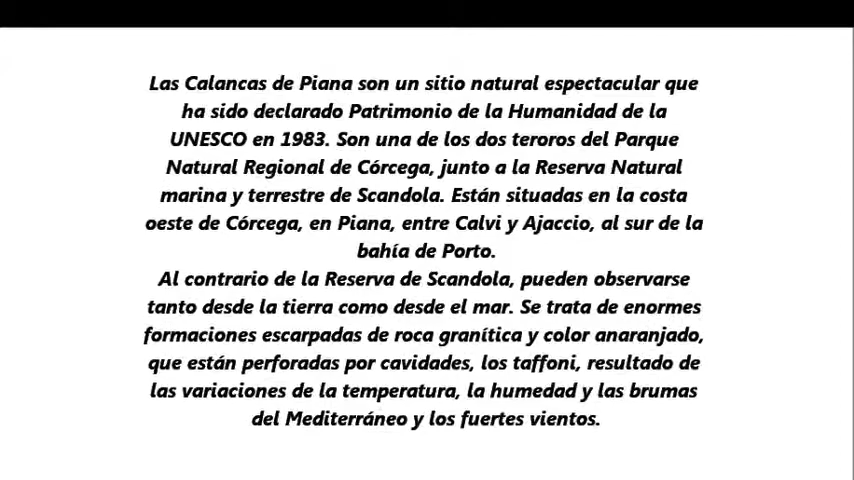 Las Calancas de Piana son un sitio natural espectacular que
ha sido declarado Patrimonio de la Humanidad de la
UNESCO en 1983. Son una de los dos teroros del Parque
Natural Regional de Córcega, junto a la Reserva Natural
marina y terrestre de Scandola. Están situadas en la costa
oeste de Córcega, en Piana, entre Calvi y Ajaccio, al sur de la
bahía de Porto.
Al contrario de la Reserva de Scandola, pueden observarse
tanto desde la tierra como desde el mar. Se trata de enormes
formaciones escarpadas de roca granítica y color anaranjado,
que están perforadas por cavidades, los taffoni, resultado de
las variaciones de la temperatura, la humedad y las brumas
del Mediterráneo y los fuertes vientos.